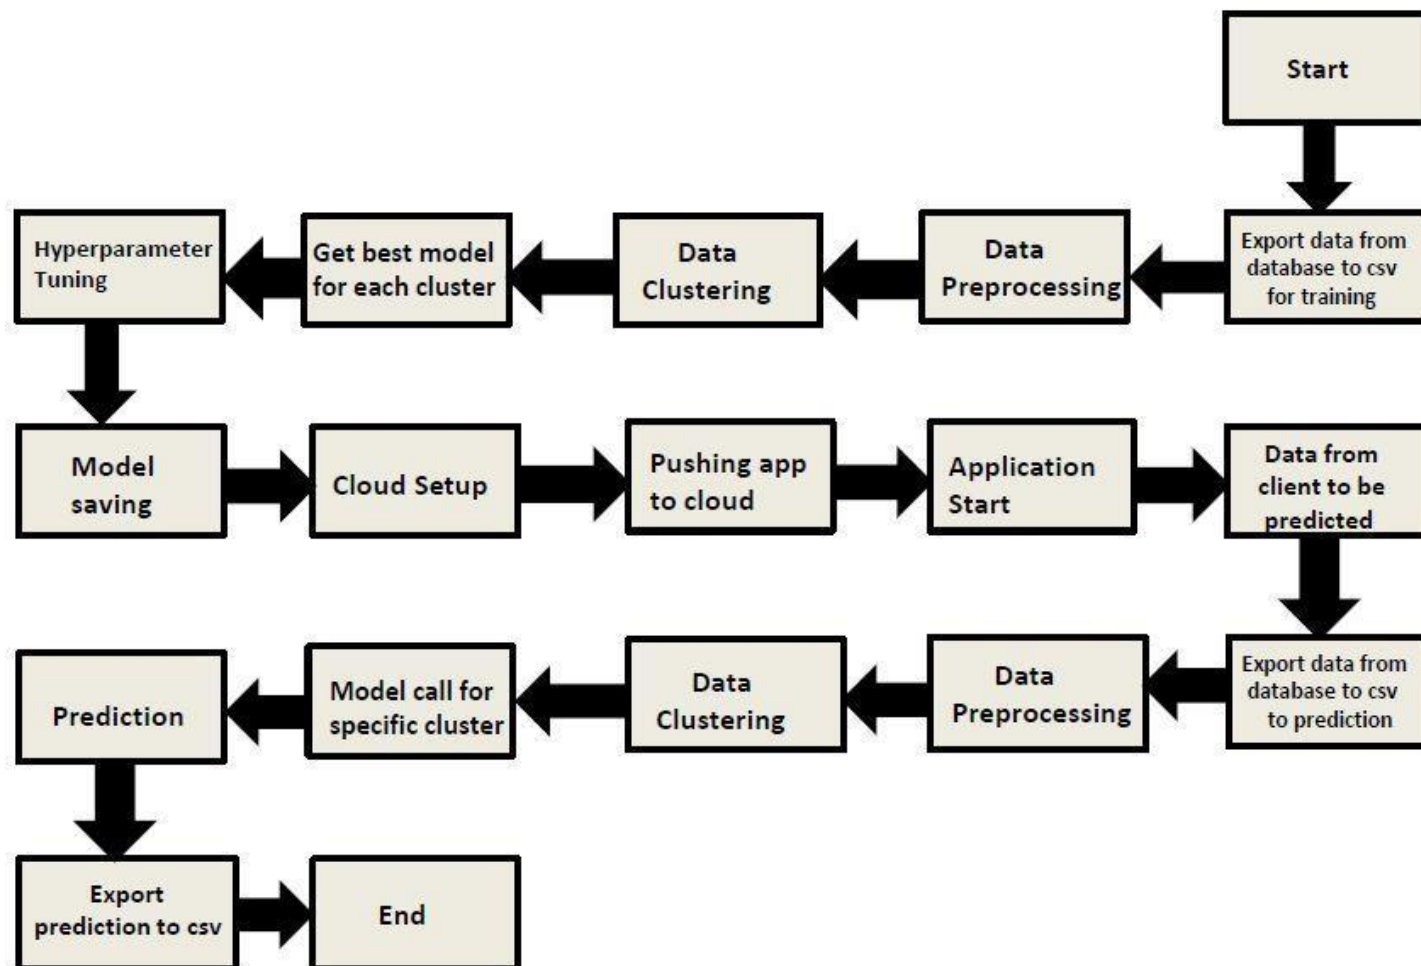 Start
Export data from
database to csv
for training
Data
Preprocessing
Data
Clustering
Get best model
for each cluster
Hyperparameter
Tuning
Model
saving
Cloud Setup
Pushing app
to cloud
Application
Start
Data from
client to be
predicted
Export data from
database to csv
to prediction
Data
Preprocessing
Data
Clustering
Model call for
specific cluster
Prediction
Export
prediction to csv
End